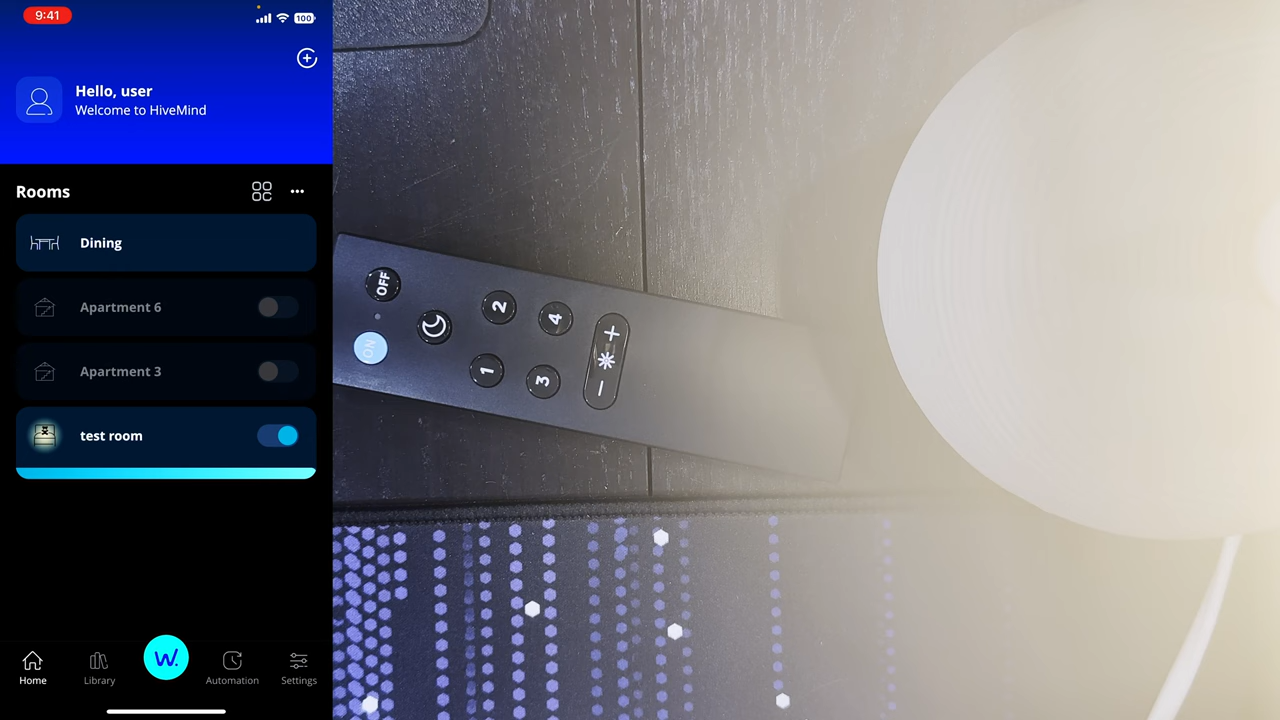 9:41
100
Hello, user
Welcome to HiveMind
Rooms
Dining
Apartment 6
Apartment 3
test room
W.
Home
Library
Automation
Settings
OFF
ON
2
4
1
3
+
-